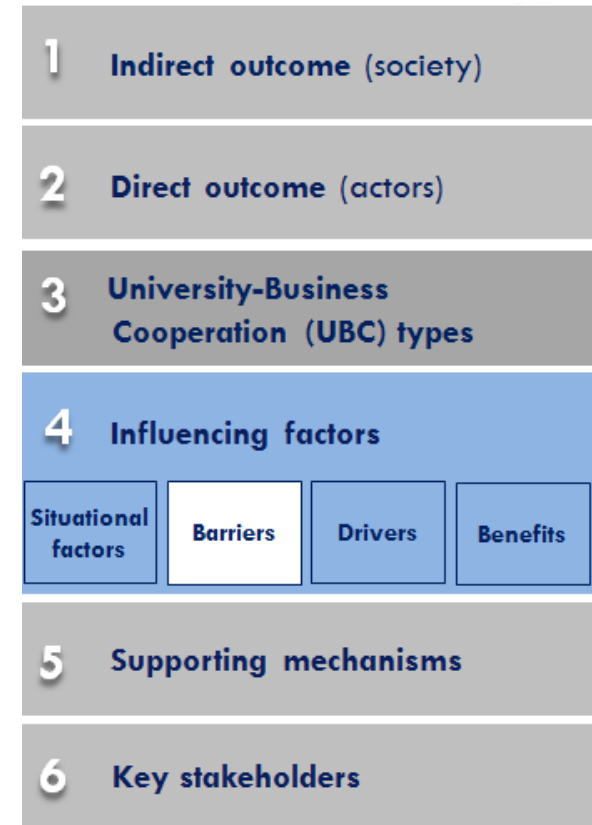 1 Indirect outcome (society)
2 Direct outcome (actors)
3 University-Business
Cooperation (UBC) types
4 Influencing factors
Situational
factors
Barriers
Drivers
Benefits
5 Supporting mechanisms
6 Key stakeholders